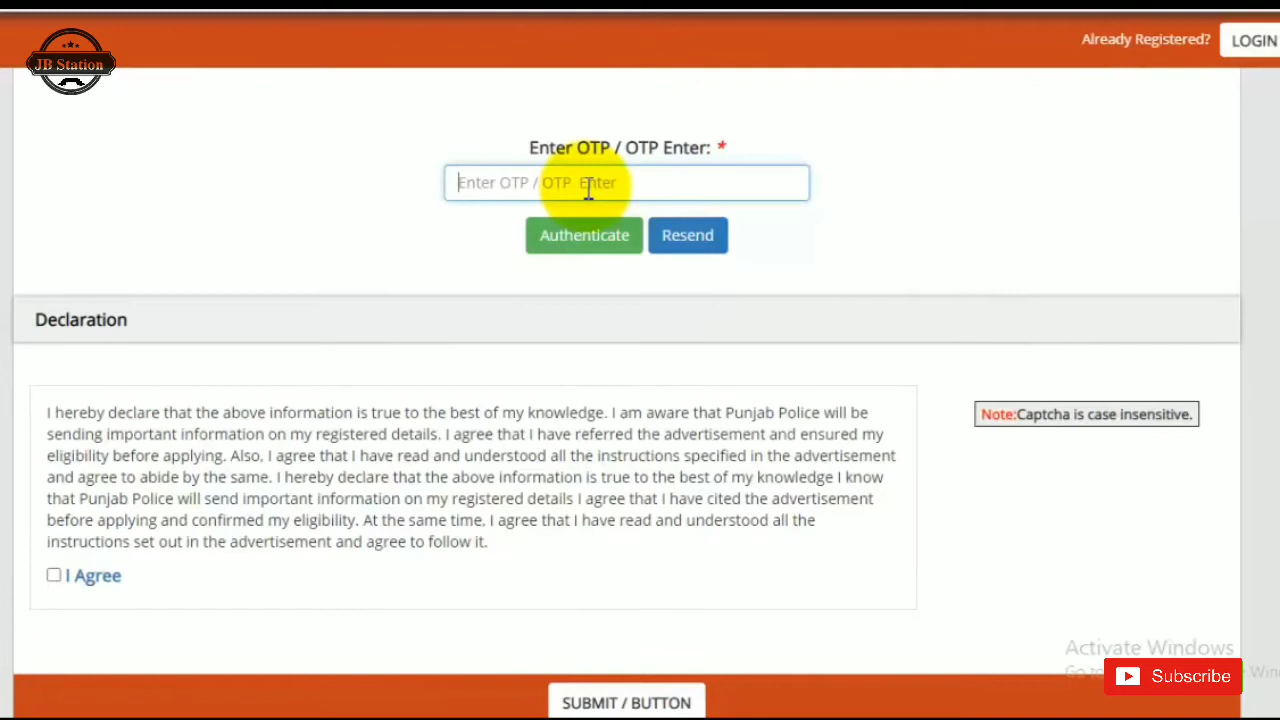 JB Station
Already Registered?
LOGIN
Enter OTP / OTP Enter: *
Enter OTP / OTP Enter
Authenticate
Resend
Declaration
I hereby declare that the above information is true to the best of my knowledge. I am aware that Punjab Police will be
sending important information on my registered details. I agree that I have referred the advertisement and ensured my
eligibility before applying. Also, I agree that I have read and understood all the instructions specified in the advertisement
and agree to abide by the same. I hereby declare that the above information is true to the best of my knowledge I know
that Punjab Police will send important information on my registered details I agree that I have cited the advertisement
before applying and confirmed my eligibility. At the same time, I agree that I have read and understood all the
instructions set out in the advertisement and agree to follow it.
I Agree
Note:Captcha is case insensitive.
Activate Windows
Subscribe
SUBMIT / BUTTON